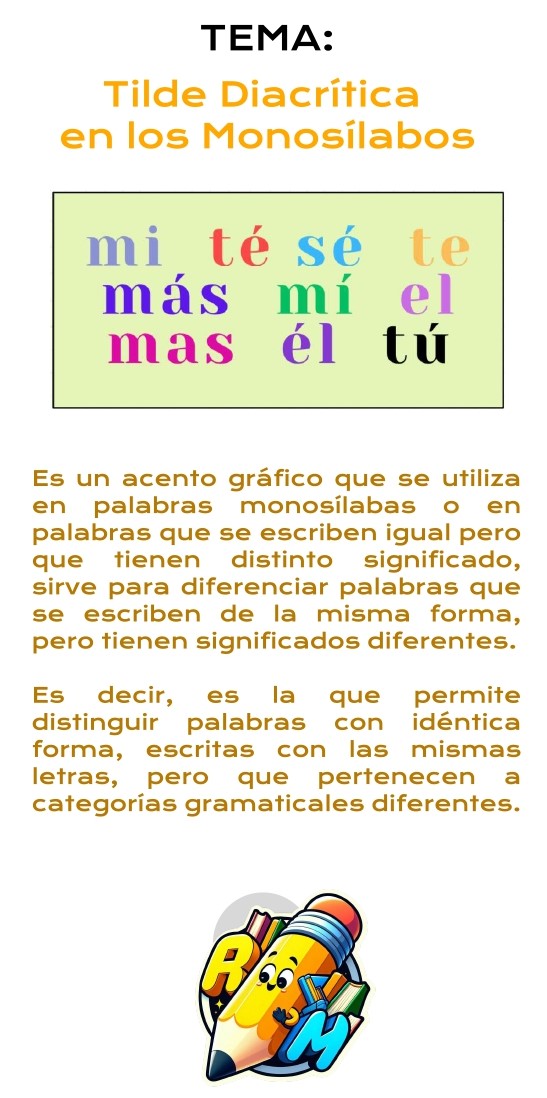 TEMA:
Tilde Diacrítica
en los Monosílabos
mi té sé te
más mí el
mas él tú
Es un acento gráfico que se utiliza
en palabras monosílabas o en
palabras que se escriben igual pero
que tienen distinto significado,
sirve para diferenciar palabras que
se escriben de la misma forma,
pero tienen significados diferentes.
Es decir, es la que permite
distinguir palabras con idéntica
forma, escritas con las mismas
letras, pero que pertenecen a
categorías gramaticales diferentes.
R
M